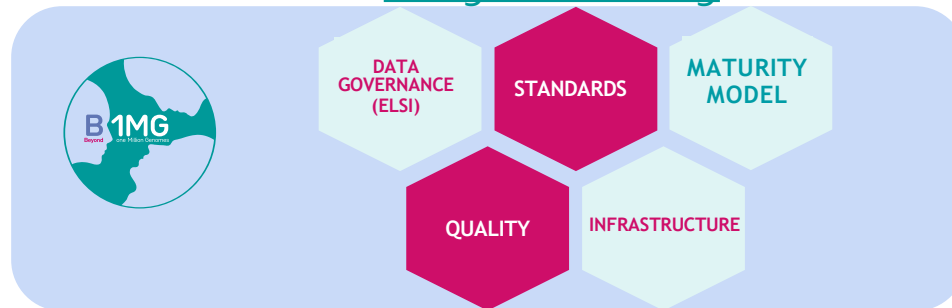 DATA
GOVERNANCE
(ELSI)
STANDARDS
MATURITY
MODEL
B1MG
Beyond one Million Genomes
QUALITY
INFRASTRUCTURE